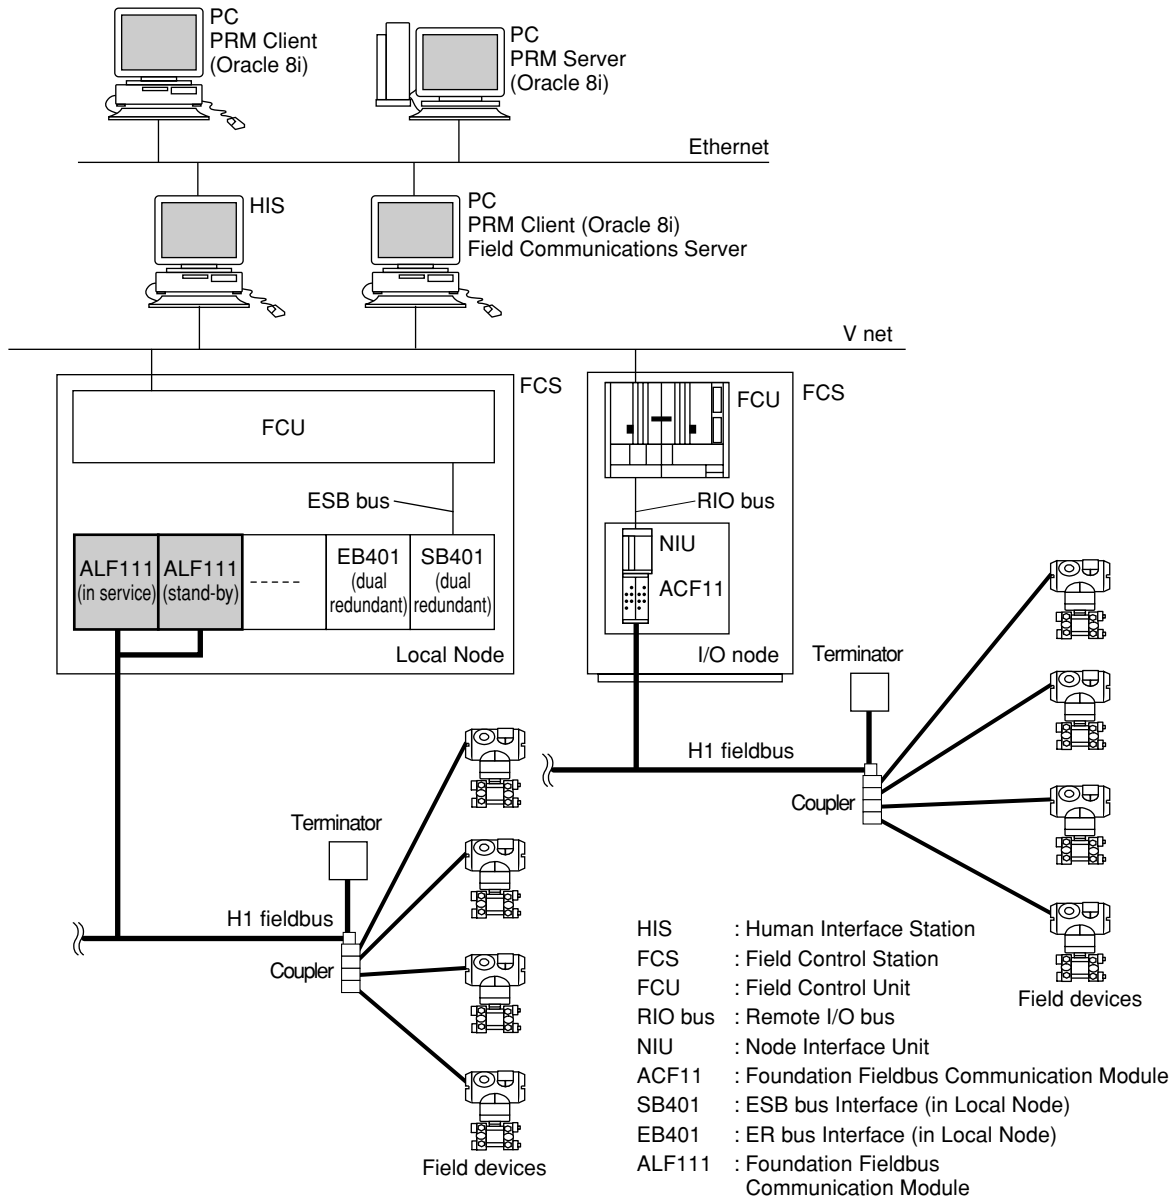 PC
PRM Client
(Oracle 8i)
PC
PRM Server
(Oracle 8i)
Ethernet
HIS
PC
PRM Client (Oracle 8i)
Field Communications Server
V net
FCS
FCU
ESB bus
ALF111
(in service)
ALF111
(stand-by)
EB401
(dual
redundant)
SB401
(dual
redundant)
Local Node
FCU
FCS
RIO bus
NIU
ACF11
I/O node
Terminator
H1 fieldbus
Coupler
Field devices
Terminator
H1 fieldbus
Coupler
Field devices
HIS : Human Interface Station
FCS : Field Control Station
FCU : Field Control Unit
RIO bus : Remote I/O bus
NIU : Node Interface Unit
ACF11 : Foundation Fieldbus Communication Module
SB401 : ESB bus Interface (in Local Node)
EB401 : ER bus Interface (in Local Node)
ALF111 : Foundation Fieldbus
Communication Module